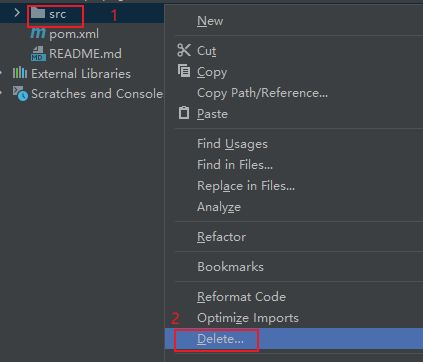 src 1
pom.xml
README.md
External Libraries
Scratches and Console
New
Cut
Copy
Copy Path/Reference...
Paste
Find Usages
Find in Files...
Replace in Files...
Analyze
Refactor
Bookmarks
Reformat Code
Optimize Imports
2 Delete...